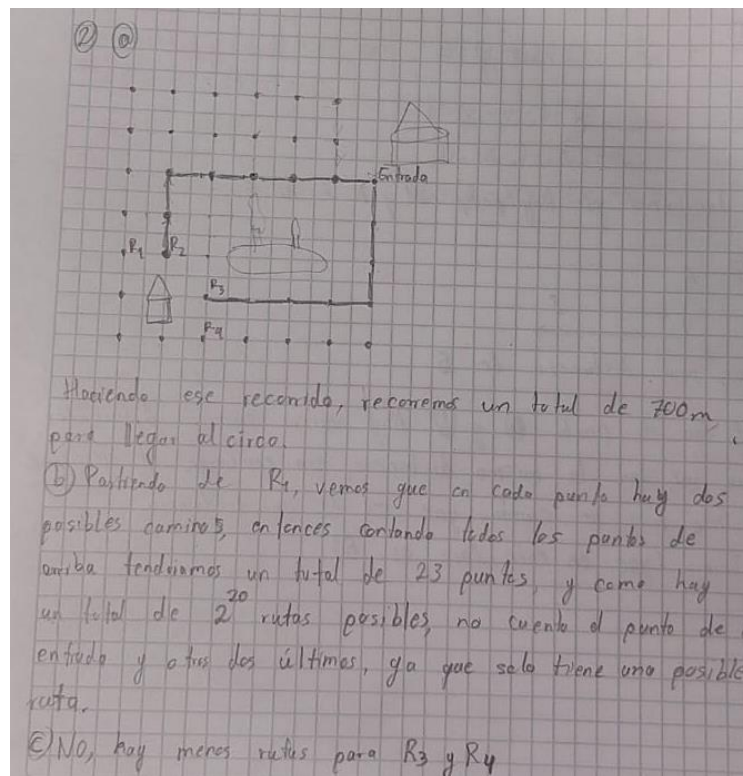 2 a
Entrada
R1 R2
R3
R4
Haciendo ese recorrido, recorremos un total de 700m
para llegar al circo.
b) Partiendo de R1, vemos que en cada punto hay dos
posibles caminos, entonces contando todos los puntos de
arriba tendriamos un total de 23 puntos, y como hay
un total de 2^20 rutas posibles, no cuento el punto de
entrada y otros dos últimos, ya que solo tiene una posible
ruta.
c) No, hay menos rutas para R3 y R4